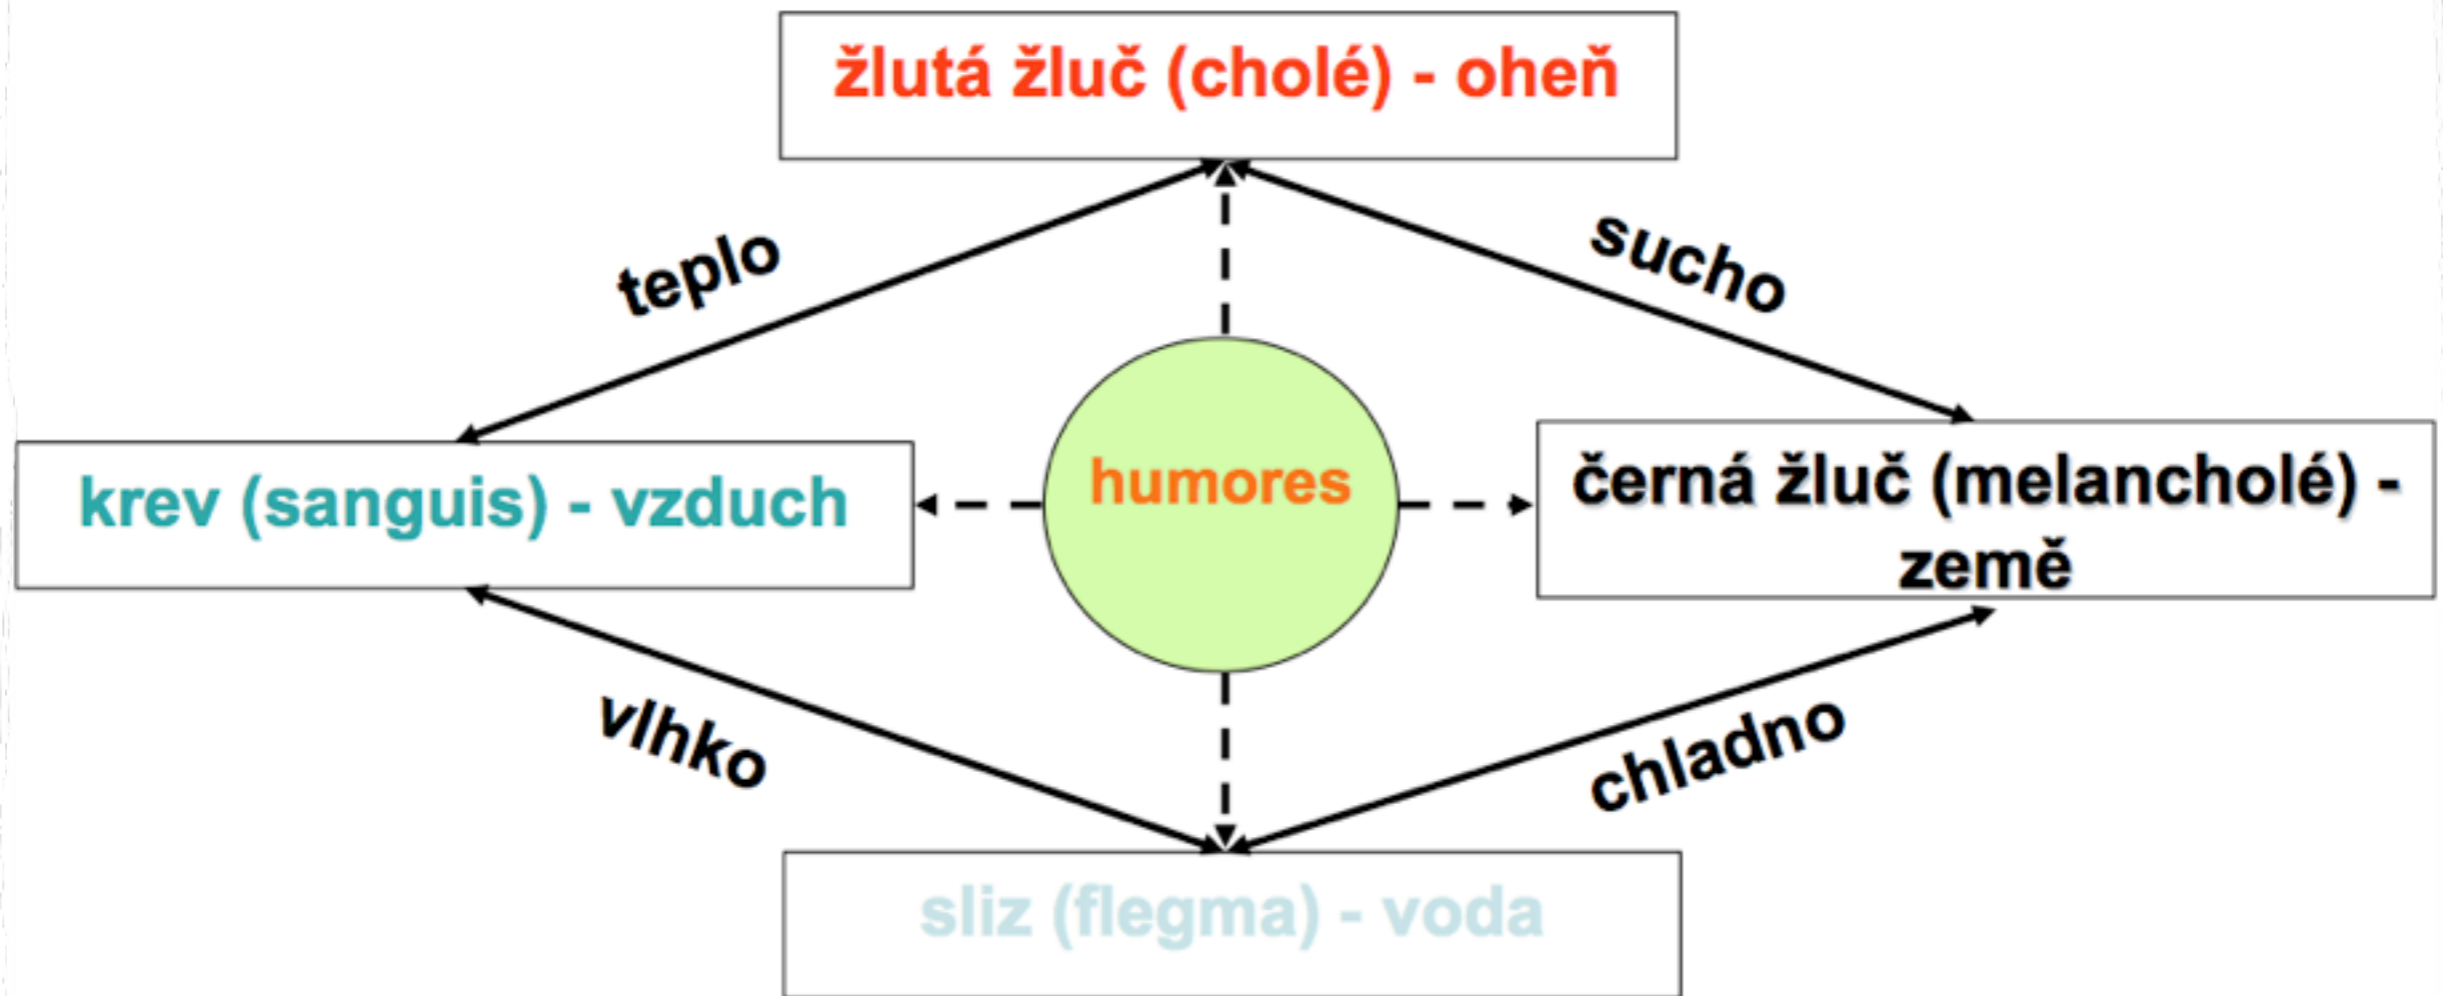 žlutá žluč (cholé) - oheň
teplo
sucho
krev (sanguis) - vzduch
humores
černá žluč (melancholé) -
země
vlhko
chladno
sliz (flegma) - voda